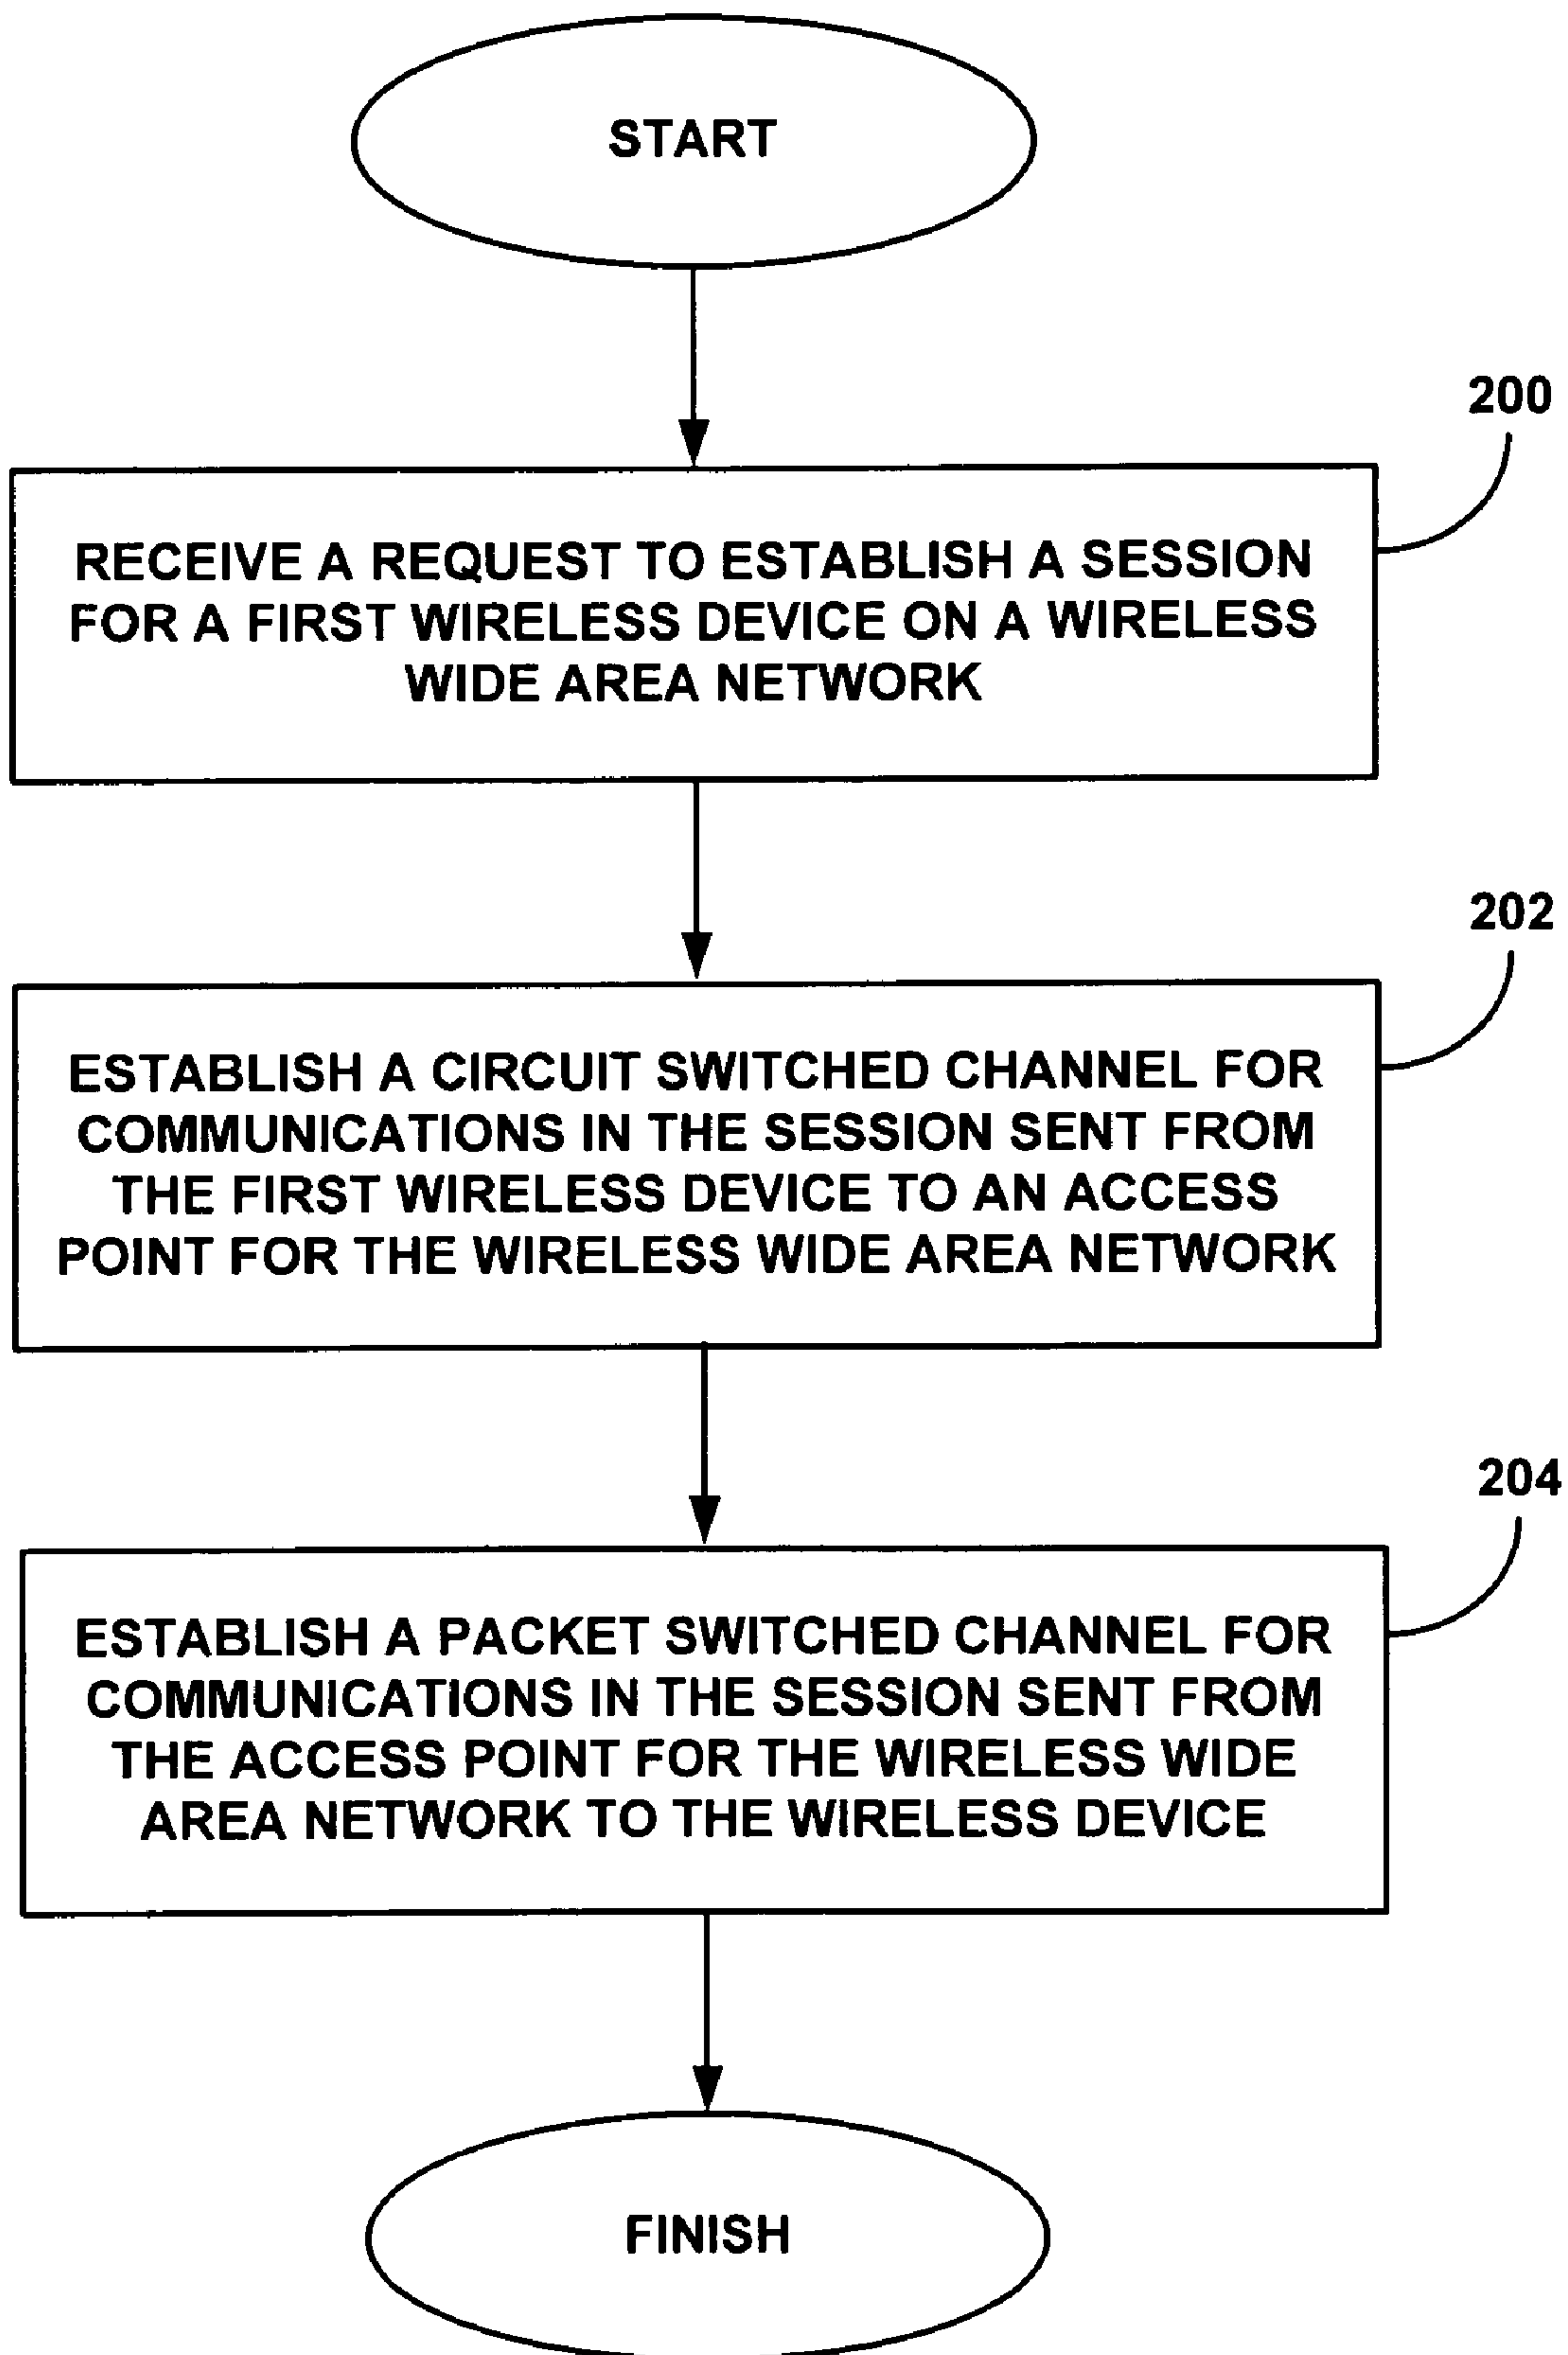 START
200
RECEIVE A REQUEST TO ESTABLISH A SESSION
FOR A FIRST WIRELESS DEVICE ON A WIRELESS
WIDE AREA NETWORK
202
ESTABLISH A CIRCUIT SWITCHED CHANNEL FOR
COMMUNICATIONS IN THE SESSION SENT FROM
THE FIRST WIRELESS DEVICE TO AN ACCESS
POINT FOR THE WIRELESS WIDE AREA NETWORK
204
ESTABLISH A PACKET SWITCHED CHANNEL FOR
COMMUNICATIONS IN THE SESSION SENT FROM
THE ACCESS POINT FOR THE WIRELESS WIDE
AREA NETWORK TO THE WIRELESS DEVICE
FINISH